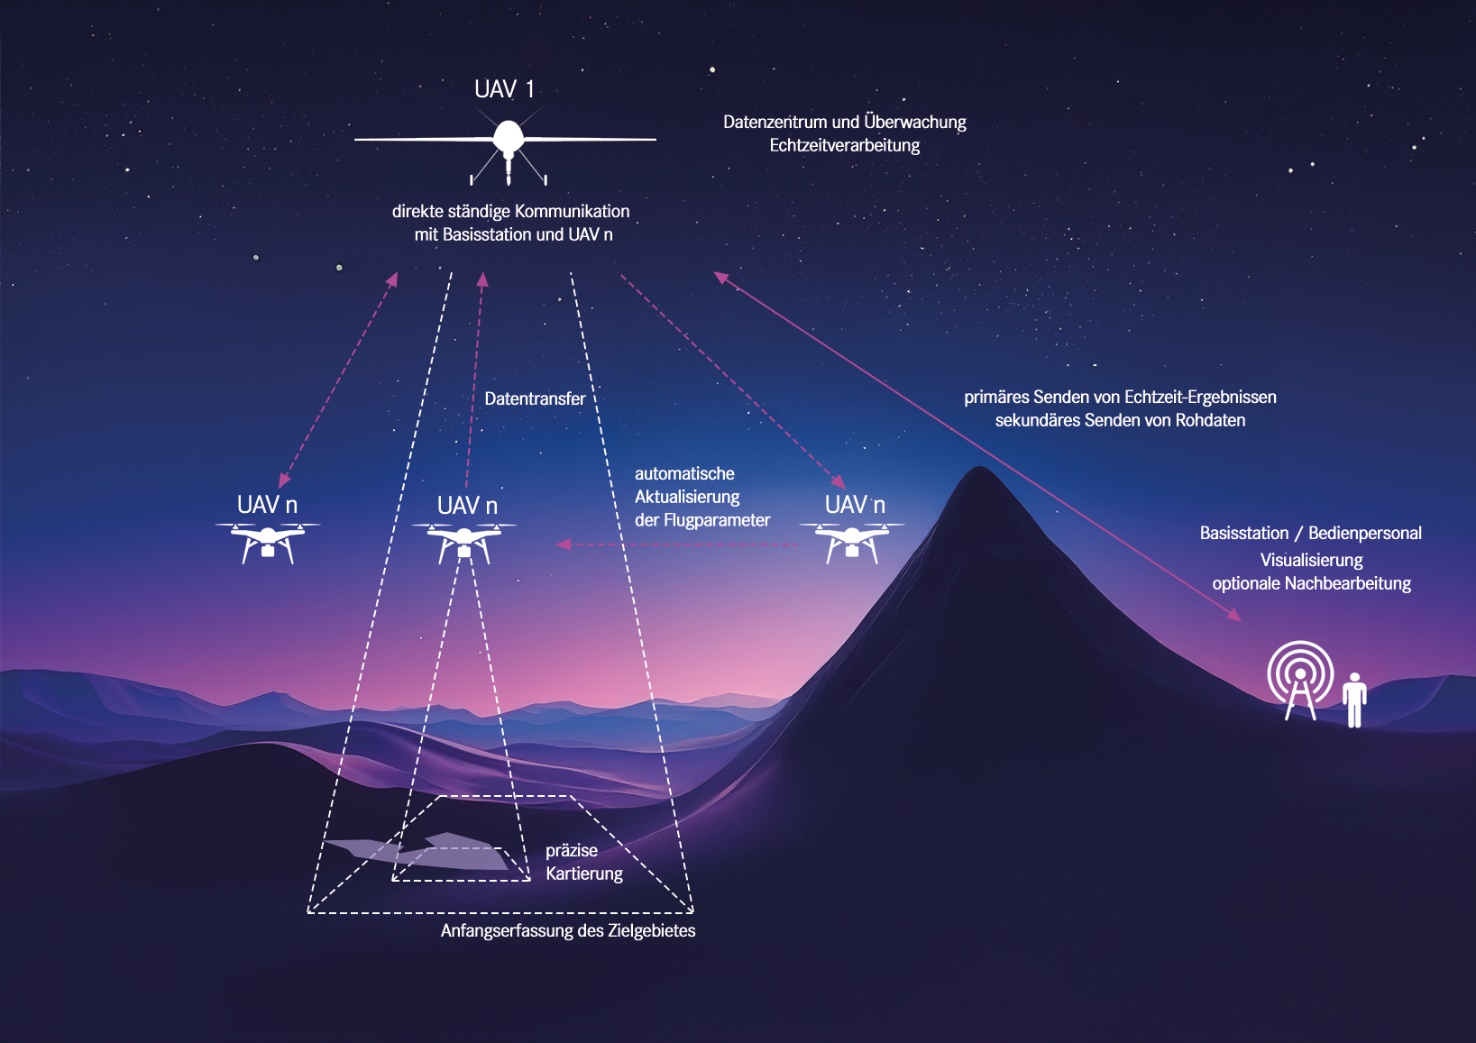 UAV 1
Datenzentrum und Überwachung
Echtzeitverarbeitung
direkte ständige Kommunikation
mit Basisstation und UAV n
Datentransfer
primäres Senden von Echtzeit-Ergebnissen
sekundäres Senden von Rohdaten
automatische
Aktualisierung
der Flugparameter
UAV n
UAV n
UAV n
Basisstation / Bedienpersonal
Visualisierung
optionale Nachbearbeitung
präzise
Kartierung
Anfangserfassung des Zielgebietes